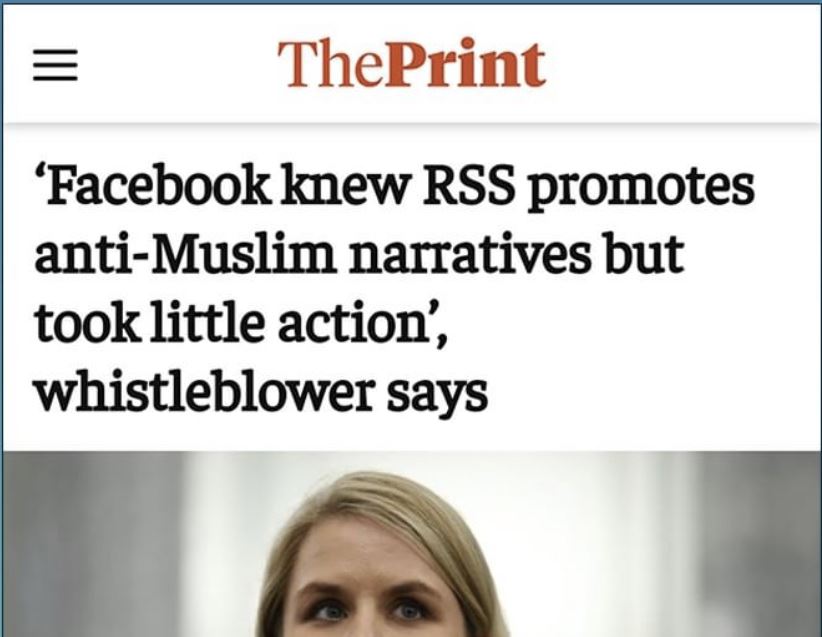 ThePrint
‘Facebook knew RSS promotes
anti-Muslim narratives but
took little action’,
whistleblower says